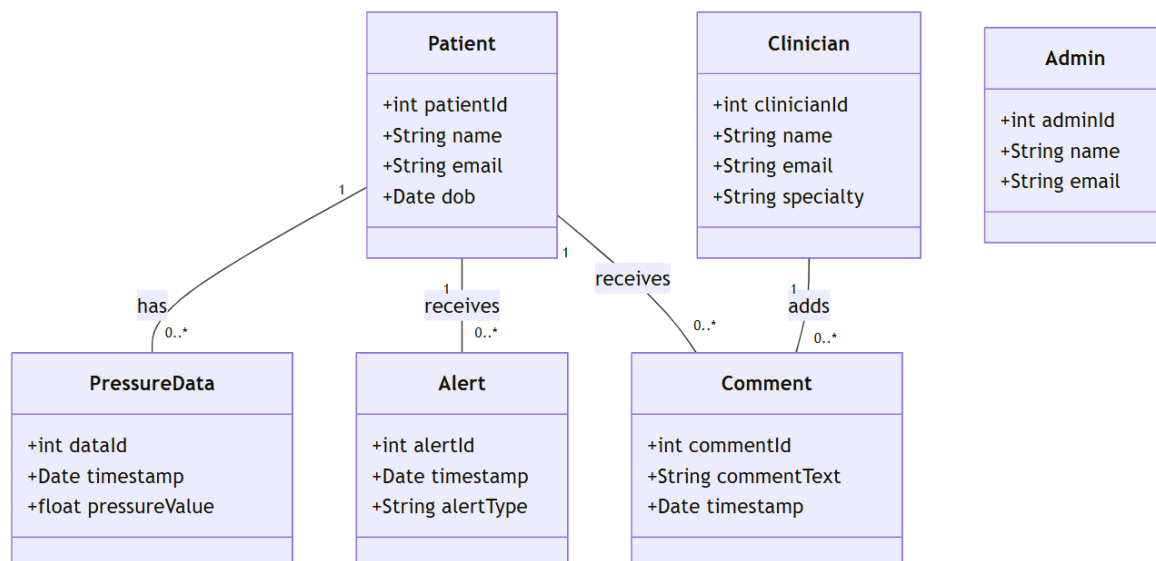 Patient
+int patientId
+String name
+String email
+Date dob
Clinician
+int clinicianId
+String name
+String email
+String specialty
Admin
+int adminId
+String name
+String email
1
has
0..*
1
receives
0..*
1
receives
0..*
1
adds
0..*
PressureData
+int dataId
+Date timestamp
+float pressureValue
Alert
+int alertId
+Date timestamp
+String alertType
Comment
+int commentId
+String commentText
+Date timestamp